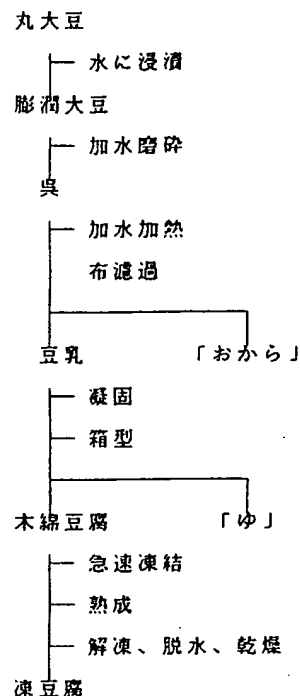 丸大豆
水に浸漬
膨潤大豆
加水磨砕
呉
加水加熱
布濾過
豆乳 「おから」
凝固
箱型
木綿豆腐 「ゆ」
急速凍結
熟成
解凍、脱水、乾燥
凍豆腐